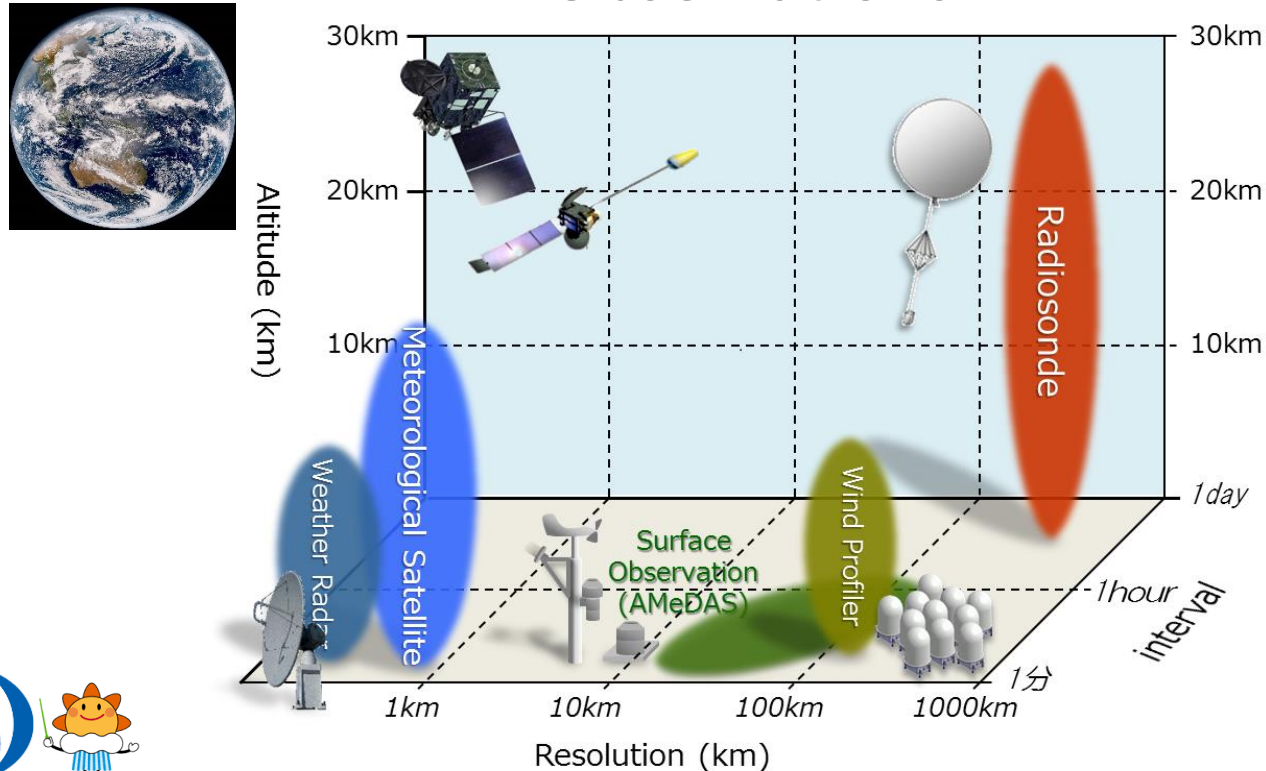 30km
30km
20km
20km
10km
10km
Altitude (km)
Radiosonde
Meteorological Satellite
Weather Radar
Wind Profiler
Surface
Observation
(AMeDAS)
1day
1hour
1分
interval
1km
10km
100km
1000km
Resolution (km)